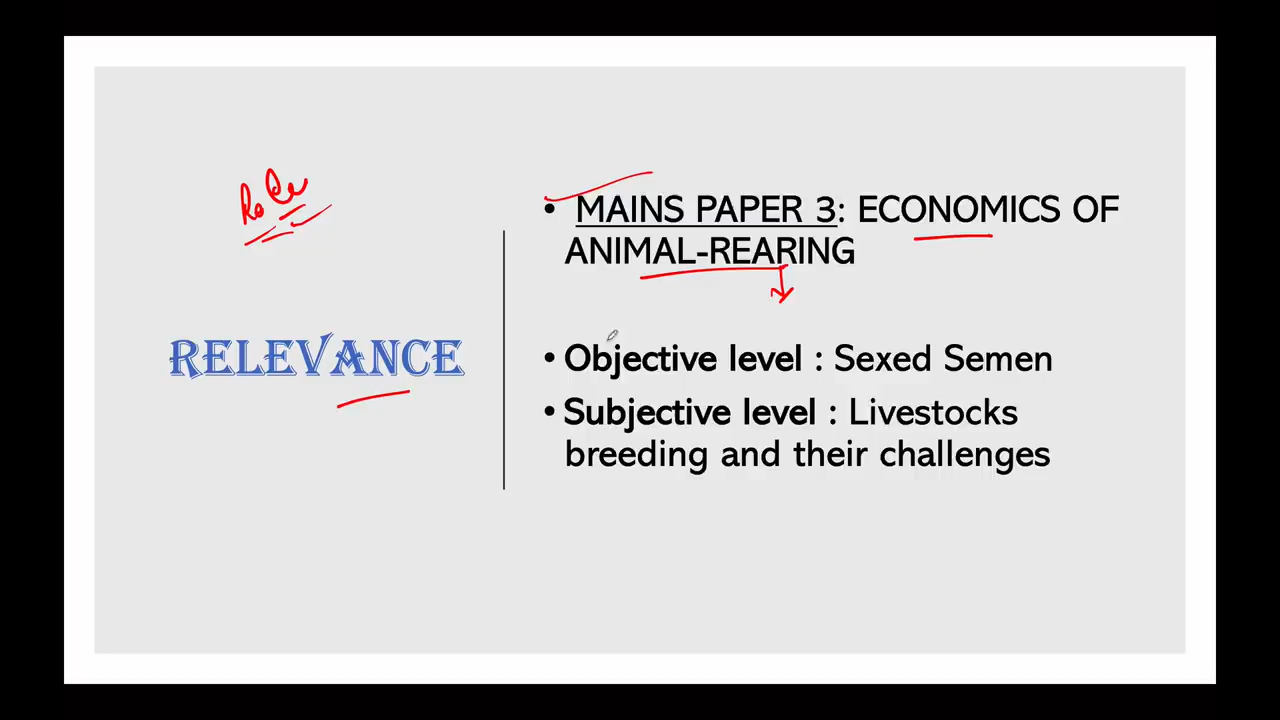 RELEVANCE
• MAINS PAPER 3: ECONOMICS OF
ANIMAL-REARING
• Objective level : Sexed Semen
• Subjective level : Livestocks
breeding and their challenges